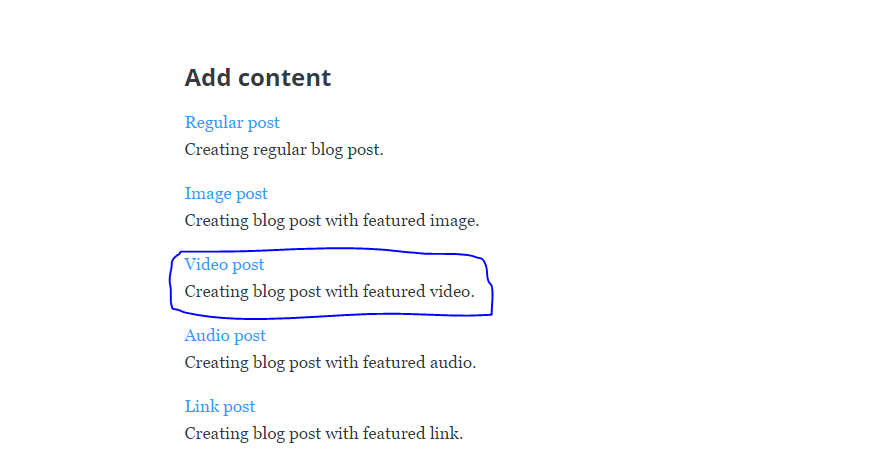 Add content
Regular post
Creating regular blog post.
Image post
Creating blog post with featured image.
Video post
Creating blog post with featured video.
Audio post
Creating blog post with featured audio.
Link post
Creating blog post with featured link.